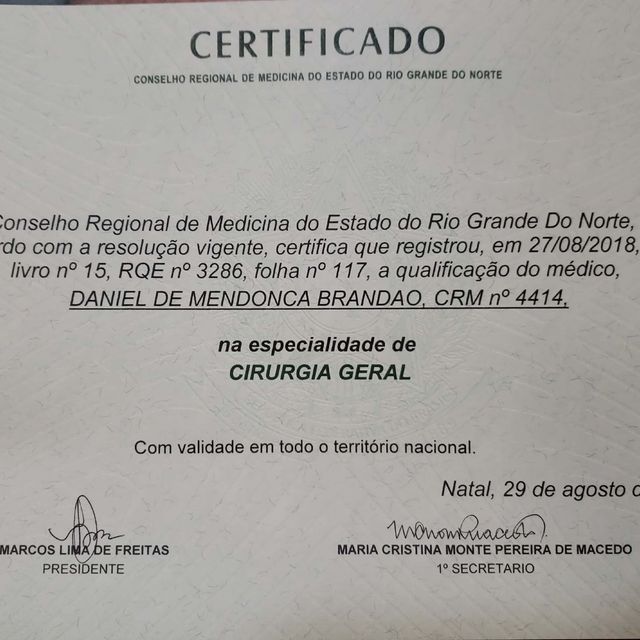 CERTIFICADO
CONSELHO REGIONAL DE MEDICINA DO ESTADO DO RIO GRANDE DO NORTE
Conselho Regional de Medicina do Estado do Rio Grande Do Norte,
rdo com a resolução vigente, certifica que registrou, em 27/08/2018,
livro nº 15, RQE nº 3286, folha nº 117, a qualificação do médico,
DANIEL DE MENDONCA BRANDAO, CRM nº 4414,
na especialidade de
CIRURGIA GERAL
Com validade em todo o território nacional.
Natal, 29 de agosto d
MARCOS LIMA DE FREITAS
PRESIDENTE
MARIA CRISTINA MONTE PEREIRA DE MACEDO
1º SECRETARIO